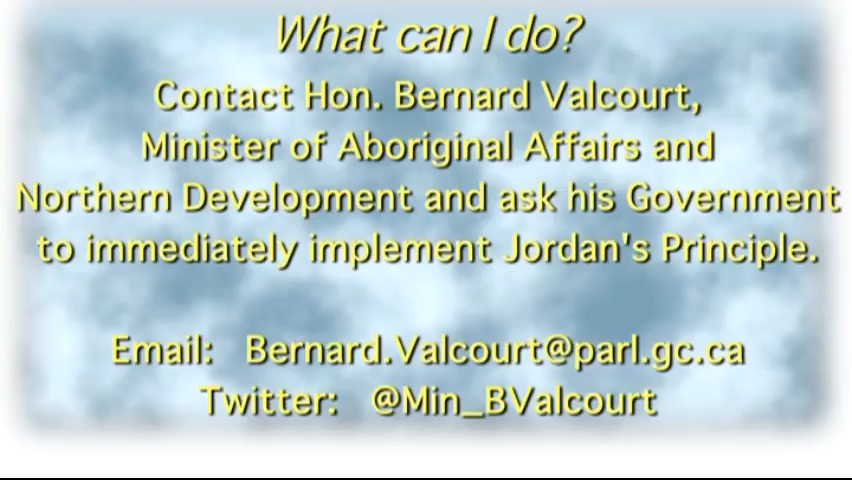 What can I do?
Contact Hon. Bernard Valcourt,
Minister of Aboriginal Affairs and
Northern Development and ask his Government
to immediately implement Jordan's Principle.
Email: Bernard.Valcourt@parl.gc.ca
Twitter: @Min_BValcourt